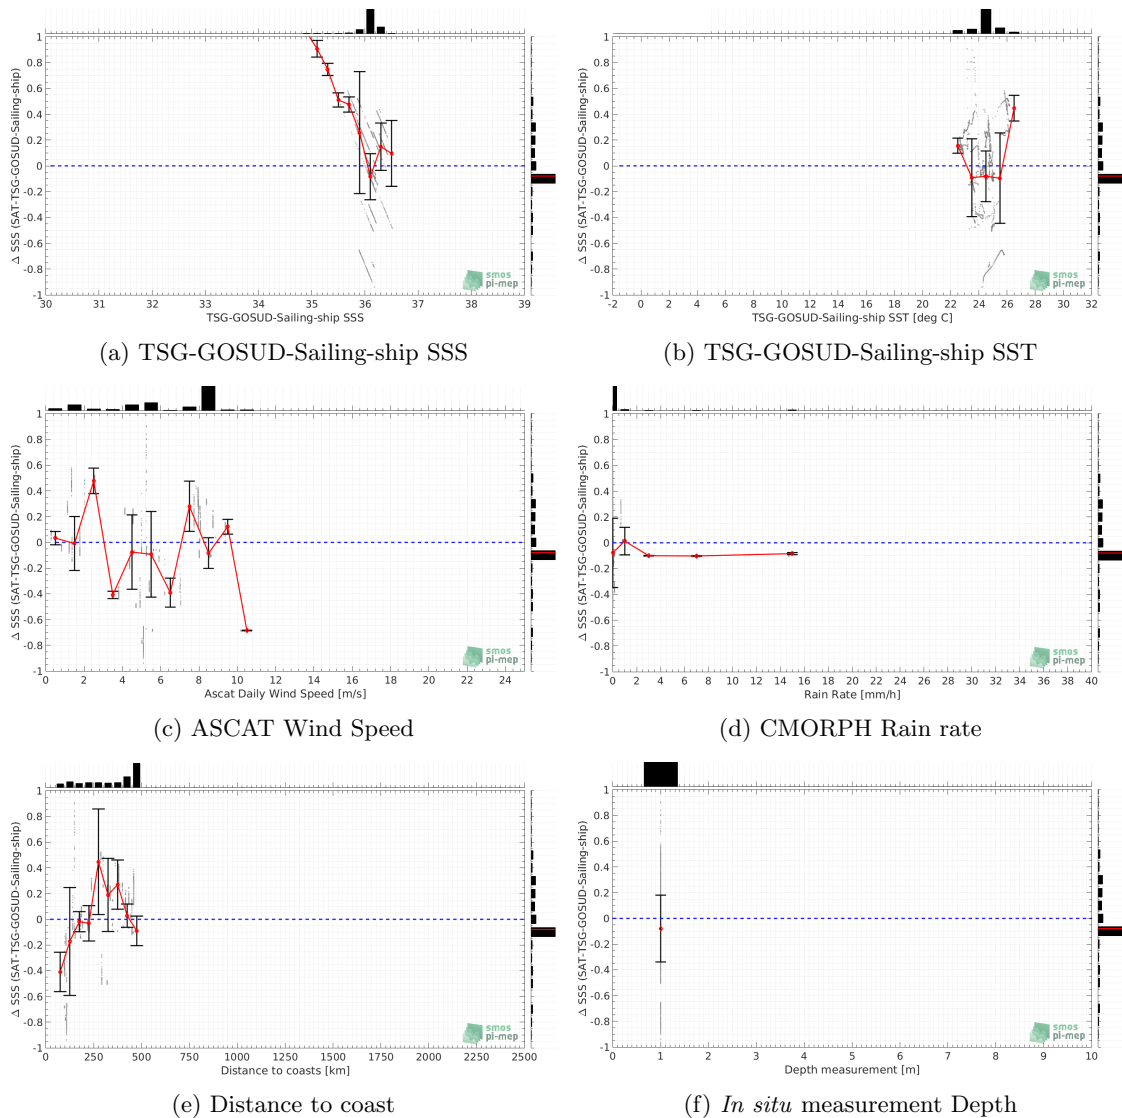 1
0.8
0.6
0.4
0.2
0
-0.2
-0.4
-0.6
-0.8
-1
Δ SSS (SAT-TSG-GOSUD-Sailing-ship)
30 31 32 33 34 35 36 37 38 39
TSG-GOSUD-Sailing-ship SSS
smos
pi-mep
(a) TSG-GOSUD-Sailing-ship SSS
1
0.8
0.6
0.4
0.2
0
-0.2
-0.4
-0.6
-0.8
-1
Δ SSS (SAT-TSG-GOSUD-Sailing-ship)
-2 0 2 4 6 8 10 12 14 16 18 20 22 24 26 28 30 32
TSG-GOSUD-Sailing-ship SST [deg C]
smos
pi-mep
(b) TSG-GOSUD-Sailing-ship SST
1
0.8
0.6
0.4
0.2
0
-0.2
-0.4
-0.6
-0.8
-1
Δ SSS (SAT-TSG-GOSUD-Sailing-ship)
0 2 4 6 8 10 12 14 16 18 20 22 24
Ascat Daily Wind Speed [m/s]
smos
pi-mep
(c) ASCAT Wind Speed
1
0.8
0.6
0.4
0.2
0
-0.2
-0.4
-0.6
-0.8
-1
Δ SSS (SAT-TSG-GOSUD-Sailing-ship)
0 2 4 6 8 10 12 14 16 18 20 22 24 26 28 30 32 34 36 38 40
Rain Rate [mm/h]
smos
pi-mep
(d) CMORPH Rain rate
1
0.8
0.6
0.4
0.2
0
-0.2
-0.4
-0.6
-0.8
-1
Δ SSS (SAT-TSG-GOSUD-Sailing-ship)
0 250 500 750 1000 1250 1500 1750 2000 2250 2500
Distance to coasts [km]
smos
pi-mep
(e) Distance to coast
1
0.8
0.6
0.4
0.2
0
-0.2
-0.4
-0.6
-0.8
-1
Δ SSS (SAT-TSG-GOSUD-Sailing-ship)
0 1 2 3 4 5 6 7 8 9 10
Depth measurement [m]
smos
pi-mep
(f) In situ measurement Depth